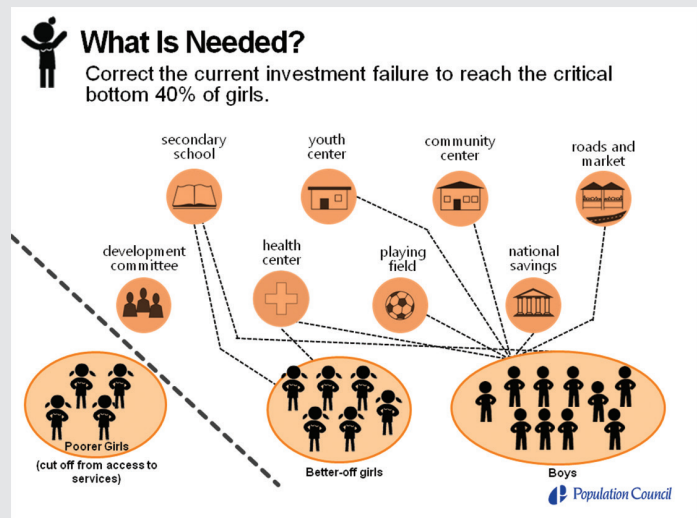 What Is Needed?
Correct the current investment failure to reach the critical
bottom 40% of girls.
secondary
school
youth
center
community
center
roads and
market
development
committee
health
center
playing
field
national
savings
Poorer Girls
(cut off from access to
services)
Better-off girls
Boys
Population Council